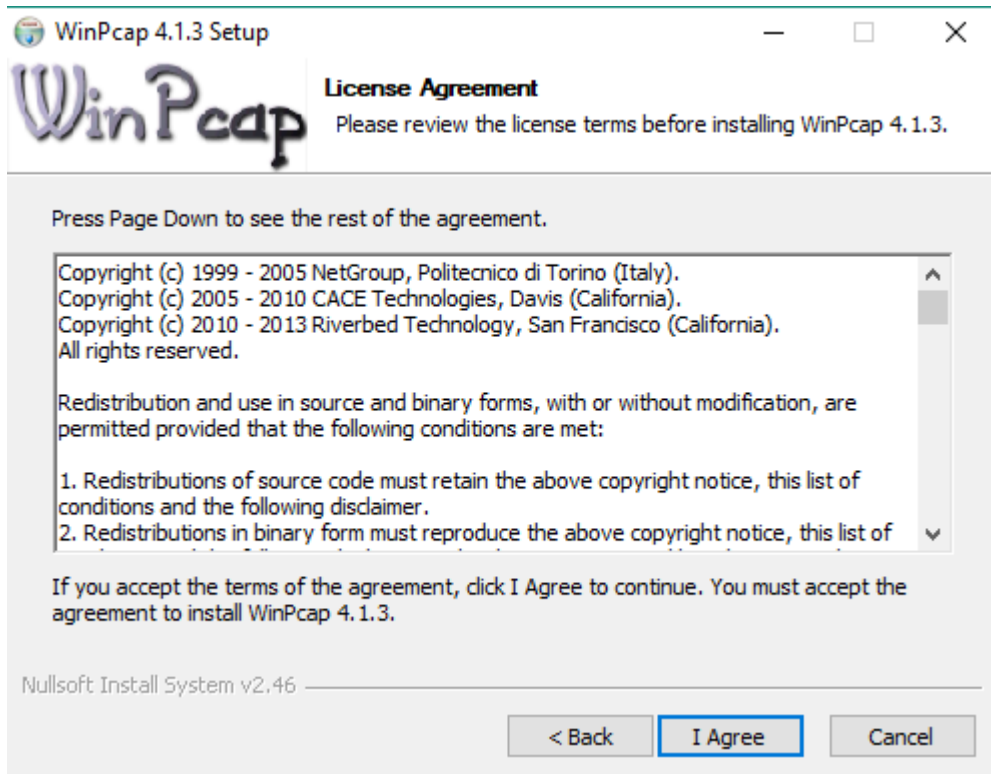 WinPcap 4.1.3 Setup
WinPcap
License Agreement
Please review the license terms before installing WinPcap 4.1.3.
Press Page Down to see the rest of the agreement.
Copyright (c) 1999 - 2005 NetGroup, Politecnico di Torino (Italy).
Copyright (c) 2005 - 2010 CACE Technologies, Davis (California).
Copyright (c) 2010 - 2013 Riverbed Technology, San Francisco (California).
All rights reserved.
Redistribution and use in source and binary forms, with or without modification, are
permitted provided that the following conditions are met:
1. Redistributions of source code must retain the above copyright notice, this list of
conditions and the following disclaimer.
2. Redistributions in binary form must reproduce the above copyright notice, this list of
If you accept the terms of the agreement, click I Agree to continue. You must accept the
agreement to install WinPcap 4.1.3.
Nullsoft Install System v2.46
< Back
I Agree
Cancel